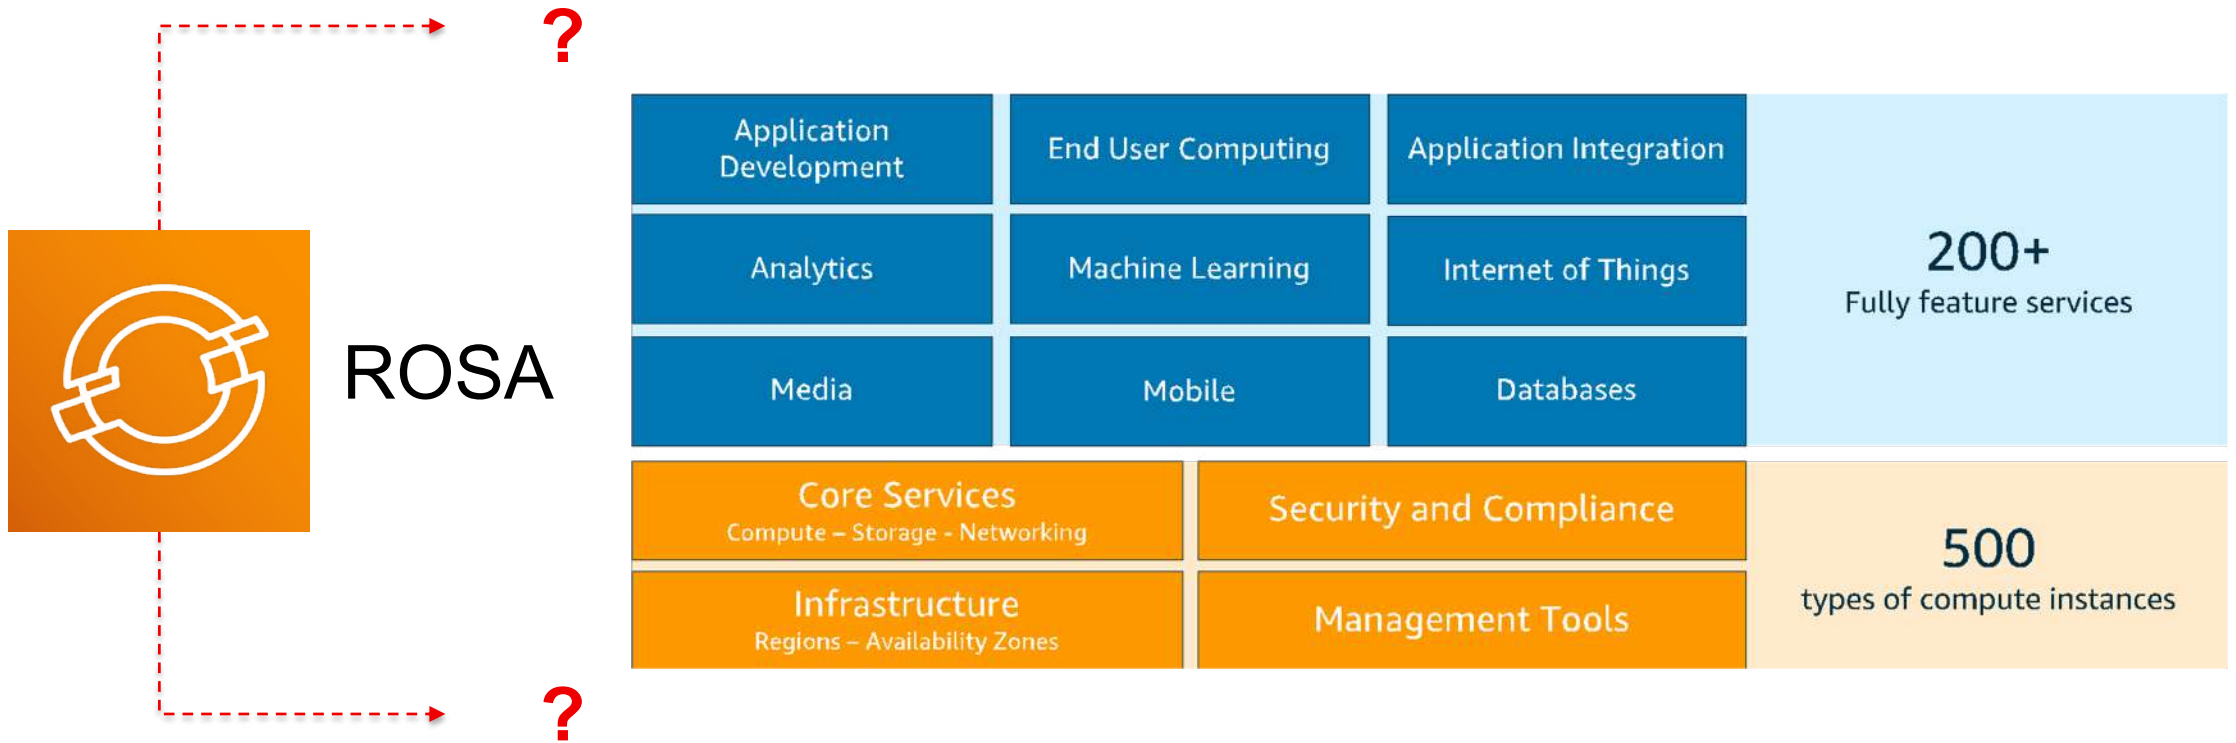 ?
Application
Development
End User Computing
Application Integration
Analytics
Machine Learning
Internet of Things
200+
Fully feature services
ROSA
Media
Mobile
Databases
Core Services
Compute – Storage - Networking
Security and Compliance
500
types of compute instances
Infrastructure
Regions – Availability Zones
Management Tools
?